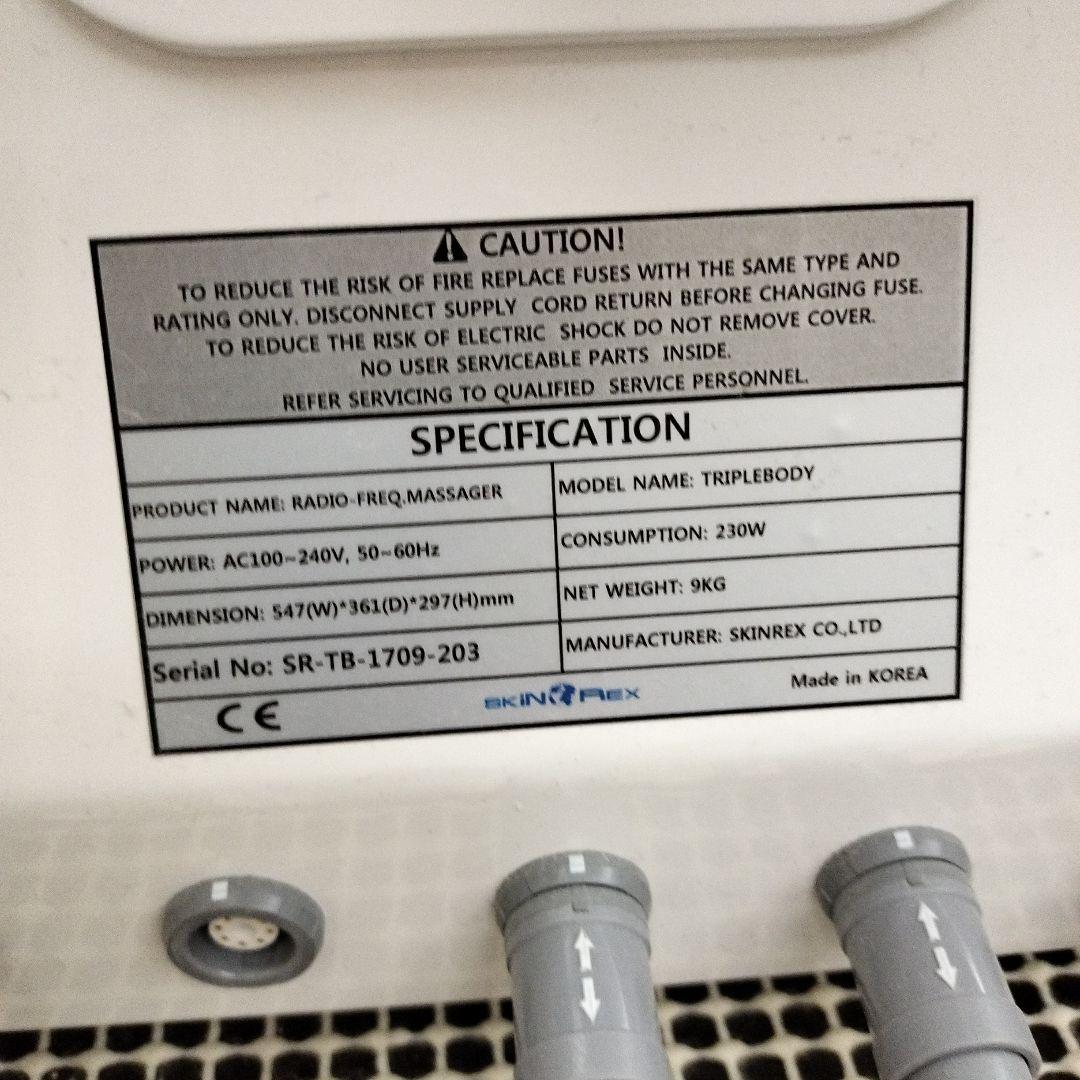 CAUTION!
TO REDUCE THE RISK OF FIRE REPLACE FUSES WITH THE SAME TYPE AND
RATING ONLY. DISCONNECT SUPPLY CORD RETURN BEFORE CHANGING FUSE.
TO REDUCE THE RISK OF ELECTRIC SHOCK DO NOT REMOVE COVER.
NO USER SERVICEABLE PARTS INSIDE.
REFER SERVICING TO QUALIFIED SERVICE PERSONNEL.
SPECIFICATION
PRODUCT NAME: RADIO-FREQ.MASSAGER
MODEL NAME: TRIPLEBODY
POWER: AC100~240V, 50~60Hz
CONSUMPTION: 230W
DIMENSION: 547(W)*361(D)*297(H)mm
NET WEIGHT: 9KG
Serial No: SR-TB-1709-203
MANUFACTURER: SKINREX CO.,LTD
CE
SKIN REX
Made in KOREA